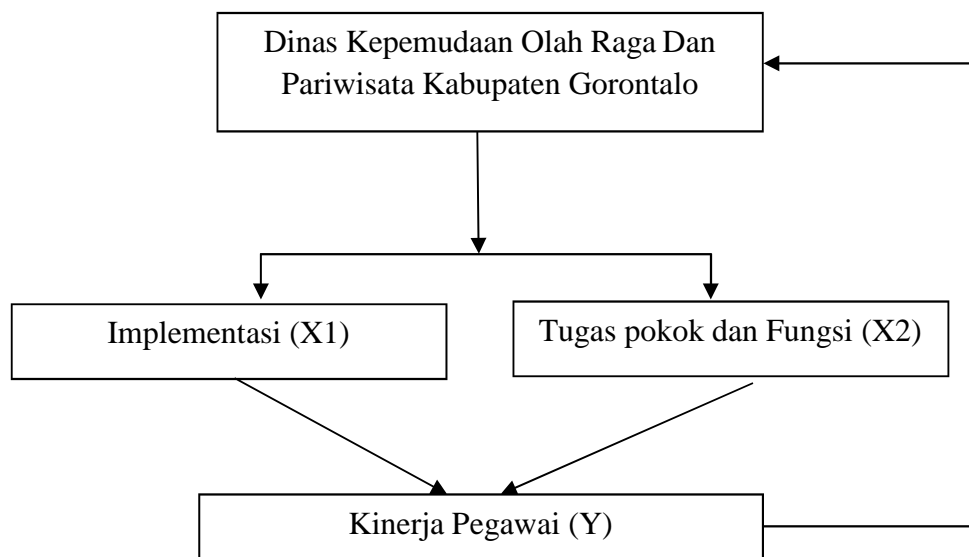 Dinas Kepemudaan Olah Raga Dan
Pariwisata Kabupaten Gorontalo
Implementasi (X1)
Tugas pokok dan Fungsi (X2)
Kinerja Pegawai (Y)